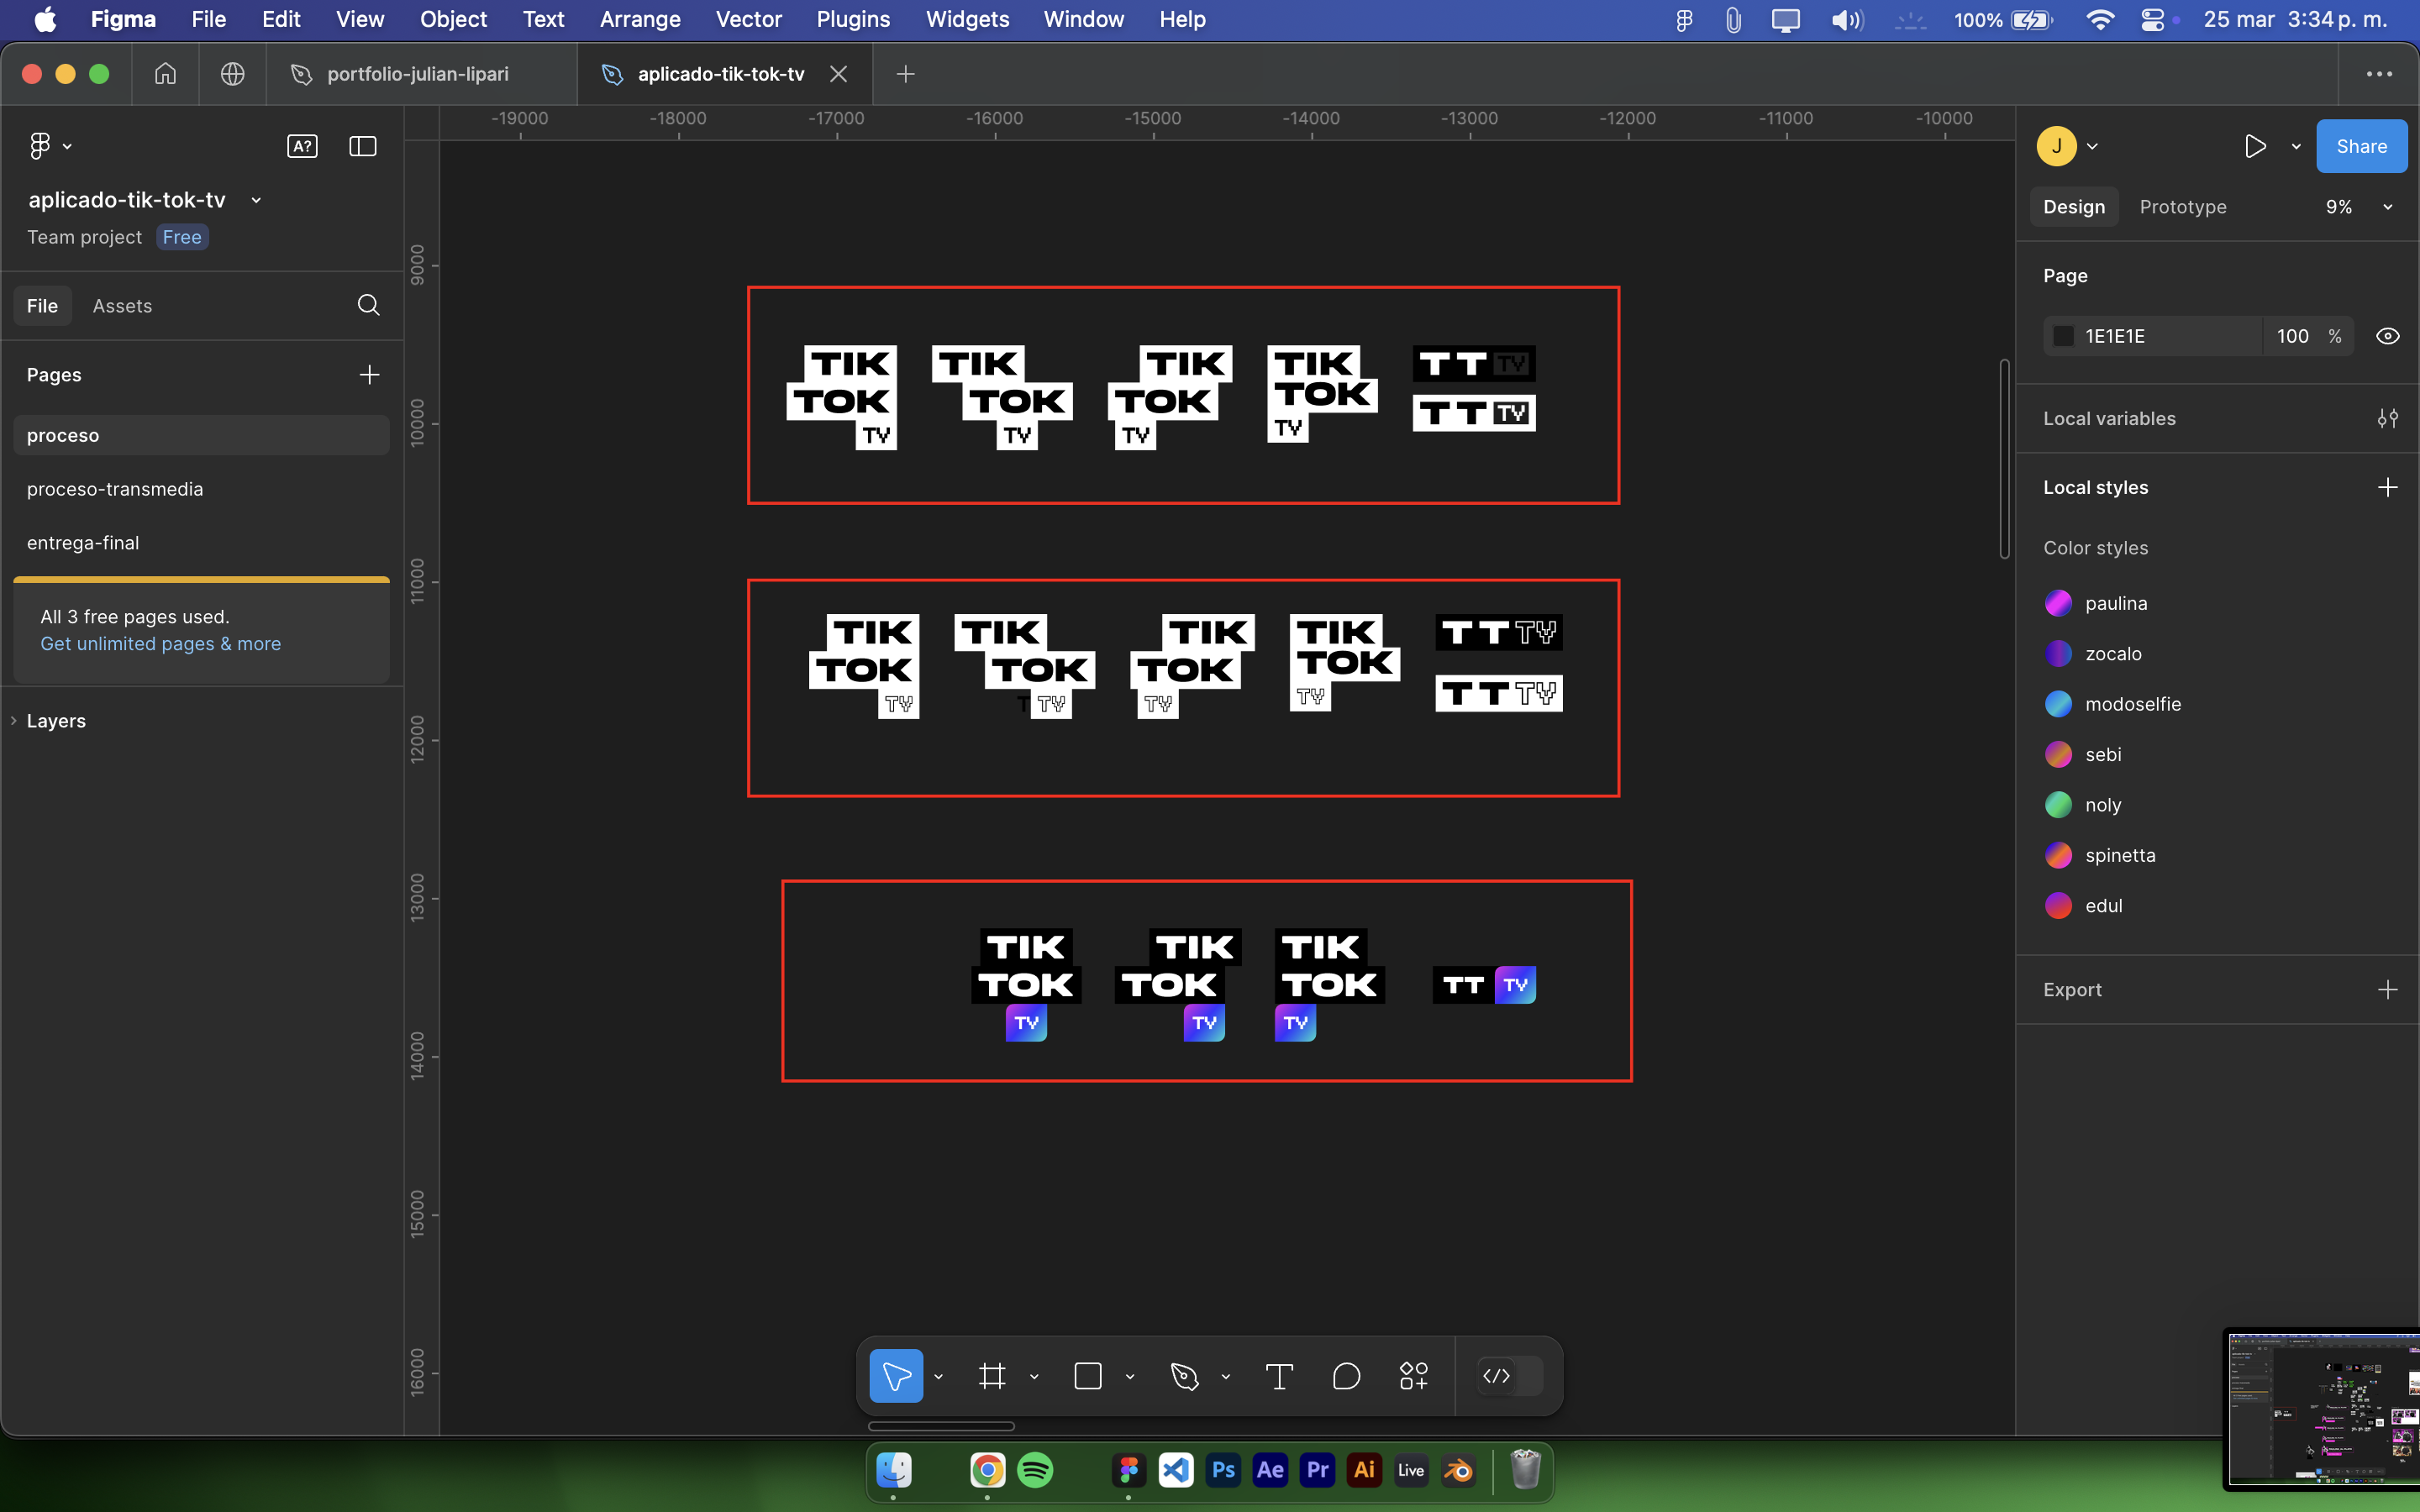 Figma File Edit View Object Text Arrange Vector Plugins Widgets Window Help 100% 25 mar 3:34 p. m.
portfolio-julian-lipari aplicado-tik-tok-tv
-19000 -18000 -17000 -16000 -15000 -14000 -13000 -12000 -11000 -10000
A? J Share
aplicado-tik-tok-tv
Team project Free
Design Prototype 9%
File Assets
Page
1E1E1E 100 %
Pages
proceso
proceso-transmedia
entrega-final
All 3 free pages used.
Get unlimited pages & more
Layers
9000
10000
11000
12000
13000
14000
15000
16000
TIK TIK TIK TIK TT TV
TOK TOK TOK TOK TT TV
TV TV TV TV
TIK TIK TIK TIK TT TV
TOK TOK TOK TOK TT TV
TV T TV TV TV
TIK TIK TIK
TOK TOK TOK TT TV
TV TV TV
Local variables
Local styles
Color styles
paulina
zocalo
modoselfie
sebi
noly
spinetta
edul
Export
Ps Ae Pr Ai Live